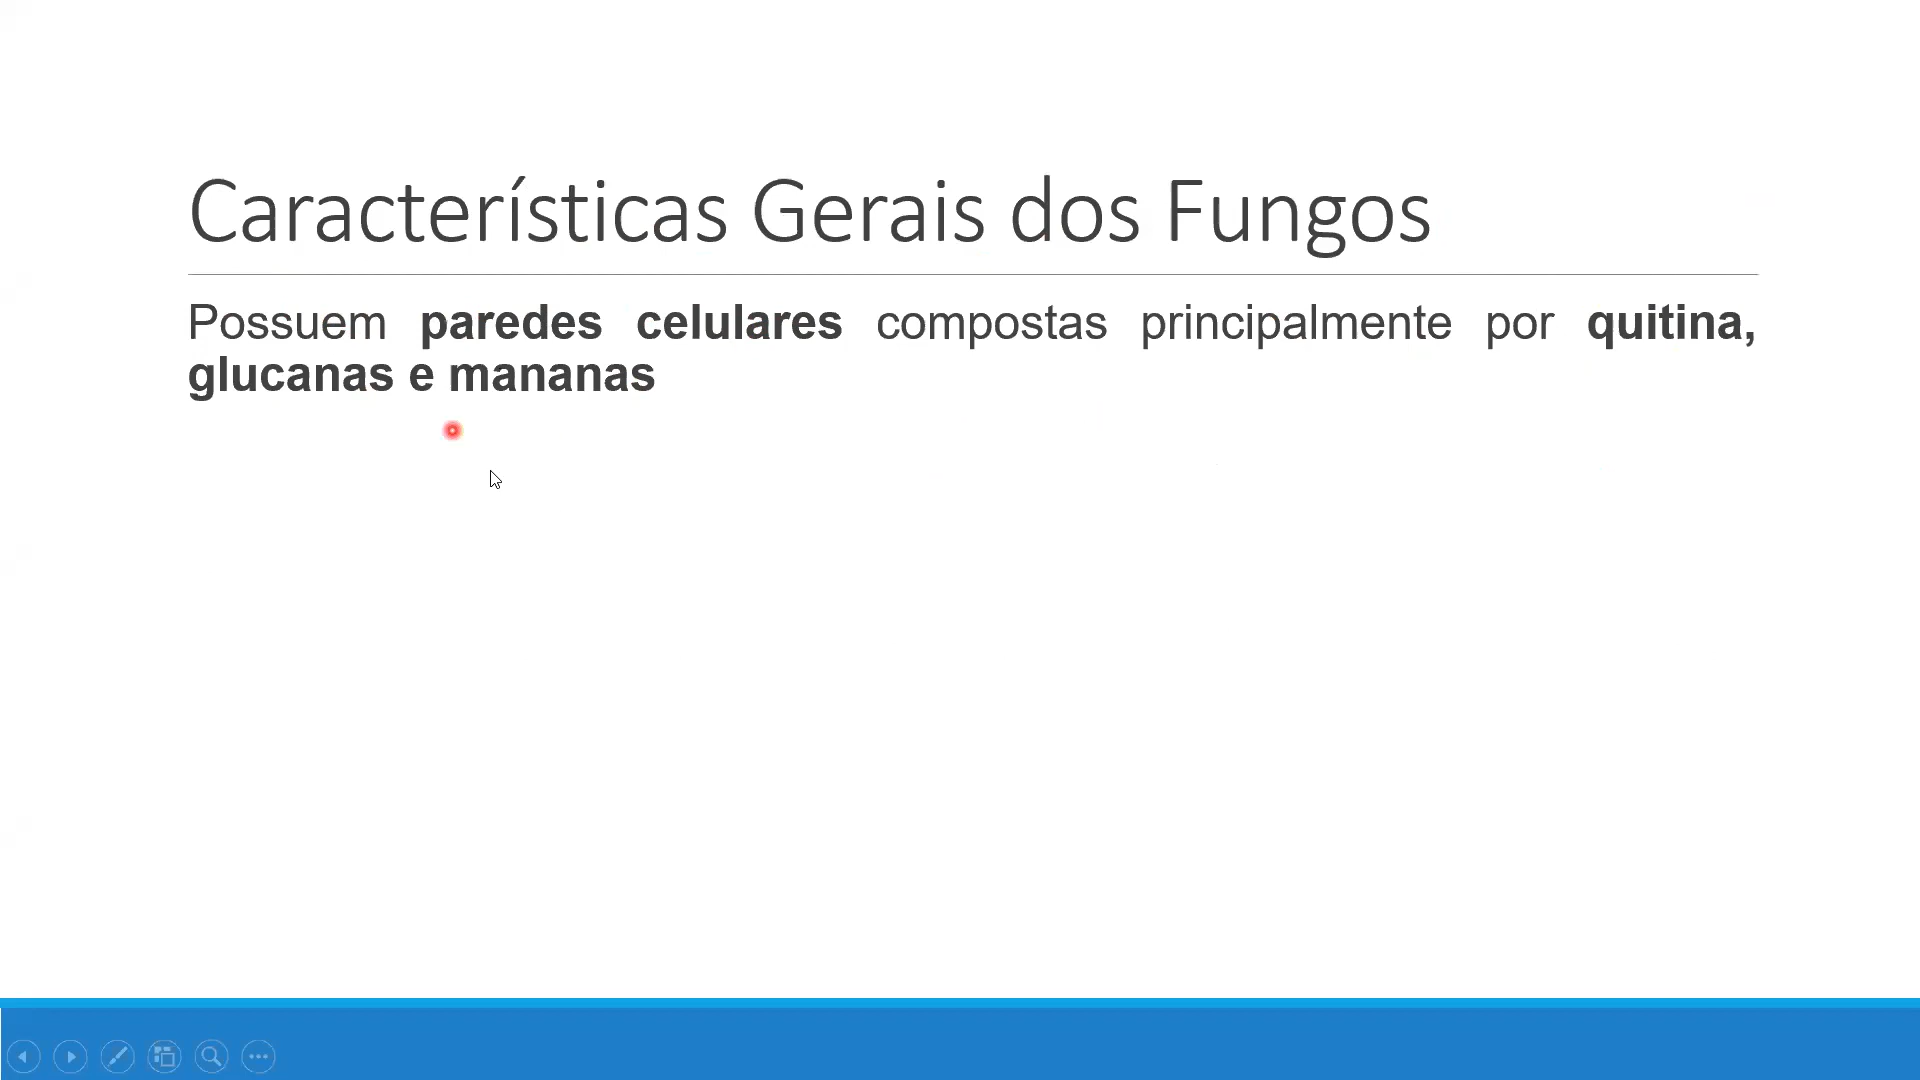 Características Gerais dos Fungos
Possuem paredes celulares compostas principalmente por quitina,
glucanas e mananas